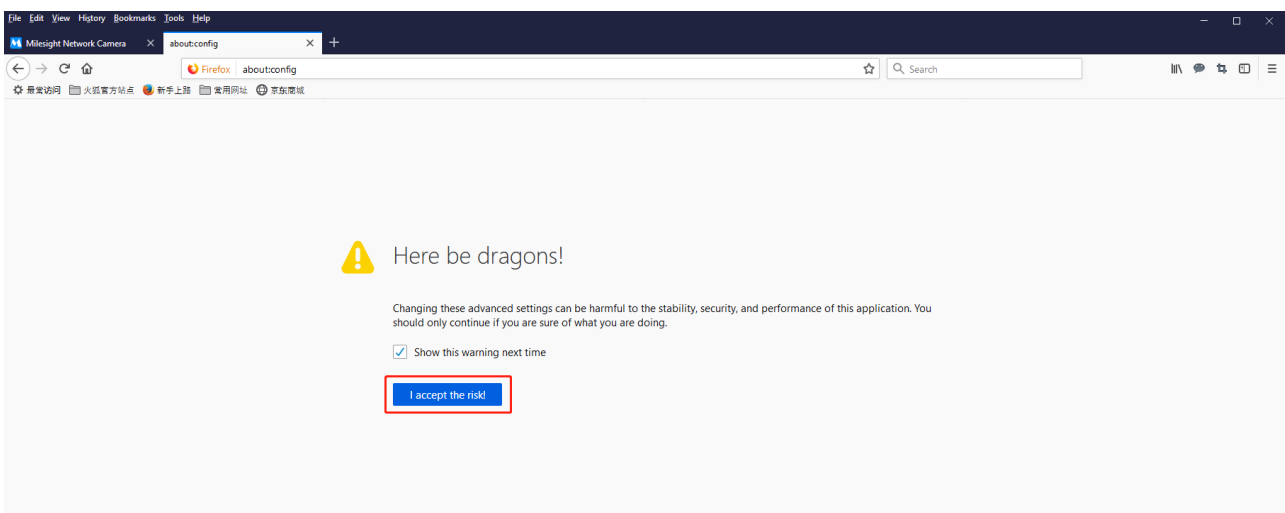 File Edit View History Bookmarks Tools Help
Milesight Network Camera about:config
Firefox about:config Search
最常访问 火狐官方站点 新手上路 常用网址 京东商城
Here be dragons!
Changing these advanced settings can be harmful to the stability, security, and performance of this application. You
should only continue if you are sure of what you are doing.
Show this warning next time
I accept the risk!